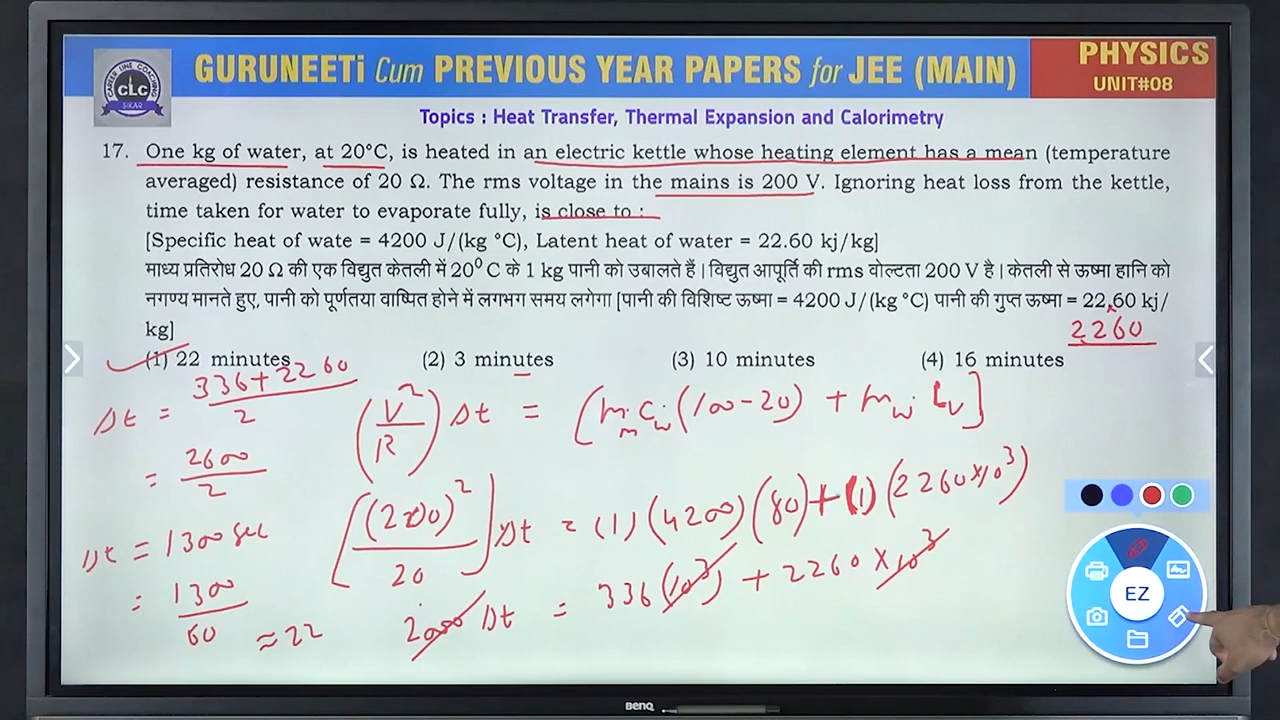 GURUNEETi Cum PREVIOUS YEAR PAPERS for JEE (MAIN)
PHYSICS
UNIT#08
CAREER LINE COACHING
CLC
SIKAR
Topics : Heat Transfer, Thermal Expansion and Calorimetry
17. One kg of water, at 20°C, is heated in an electric kettle whose heating element has a mean (temperature
averaged) resistance of 20 Ω. The rms voltage in the mains is 200 V. Ignoring heat loss from the kettle,
time taken for water to evaporate fully, is close to :
[Specific heat of wate = 4200 J/(kg °C), Latent heat of water = 22.60 kj/kg]
माध्य प्रतिरोध 20 Ω की एक विद्युत केतली में 20⁰ C के 1 kg पानी को उबालते हैं। विद्युत आपूर्ति की rms वोल्टता 200 V है। केतली से ऊष्मा हानि को
नगण्य मानते हुए, पानी को पूर्णतया वाष्पित होने में लगभग समय लगेगा [पानी की विशिष्ट ऊष्मा = 4200 J/(kg °C) पानी की गुप्त ऊष्मा = 22.60 kj/
kg]
2260
(1) 22 minutes (2) 3 minutes (3) 10 minutes (4) 16 minutes
Δt = (336+2260)/2
= 2600/2
Δt = 1300 sec
= 1300/60 ≈ 22
(V²/R) Δt = [m C_w (100-20) + m_w L_v]
[(200)²/20] Δt = (1) (4200) (80) + (1) (2260×10³)
2000 Δt = 336 (10³) + 2260 × 10³
EZ
BenQ